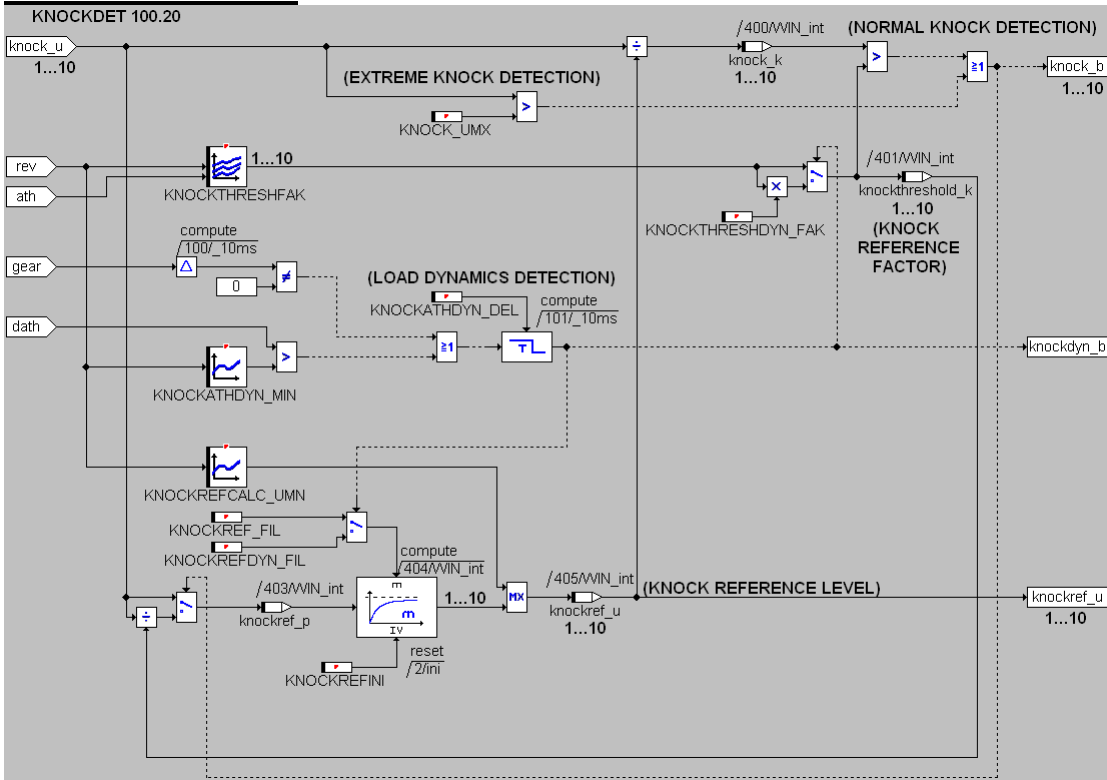 KNOCKDET 100.20
knock_u
1...10
/400/WIN_int
knock_k
1...10
(NORMAL KNOCK DETECTION)
>
≥1
knock_b
1...10
÷
(EXTREME KNOCK DETECTION)
>
KNOCK_UMX
rev
ath
1...10
KNOCKTHRESHFAK
×
KNOCKTHRESHDYN_FAK
/401/WIN_int
knockthreshold_k
1...10
(KNOCK
REFERENCE
FACTOR)
compute
/100/_10ms
gear
Δ
0
≠
(LOAD DYNAMICS DETECTION)
KNOCKATHDYN_DEL
compute
/101/_10ms
dath
>
≥1
T
knockdyn_b
KNOCKATHDYN_MIN
KNOCKREFCALC_UMN
KNOCKREF_FIL
KNOCKREFDYN_FIL
compute
/404/WIN_int
/403/WIN_int
knockref_p
÷
m
m
IV
1...10
MX
/405/WIN_int
knockref_u
1...10
(KNOCK REFERENCE LEVEL)
knockref_u
1...10
reset
/2/ini
KNOCKREFINI